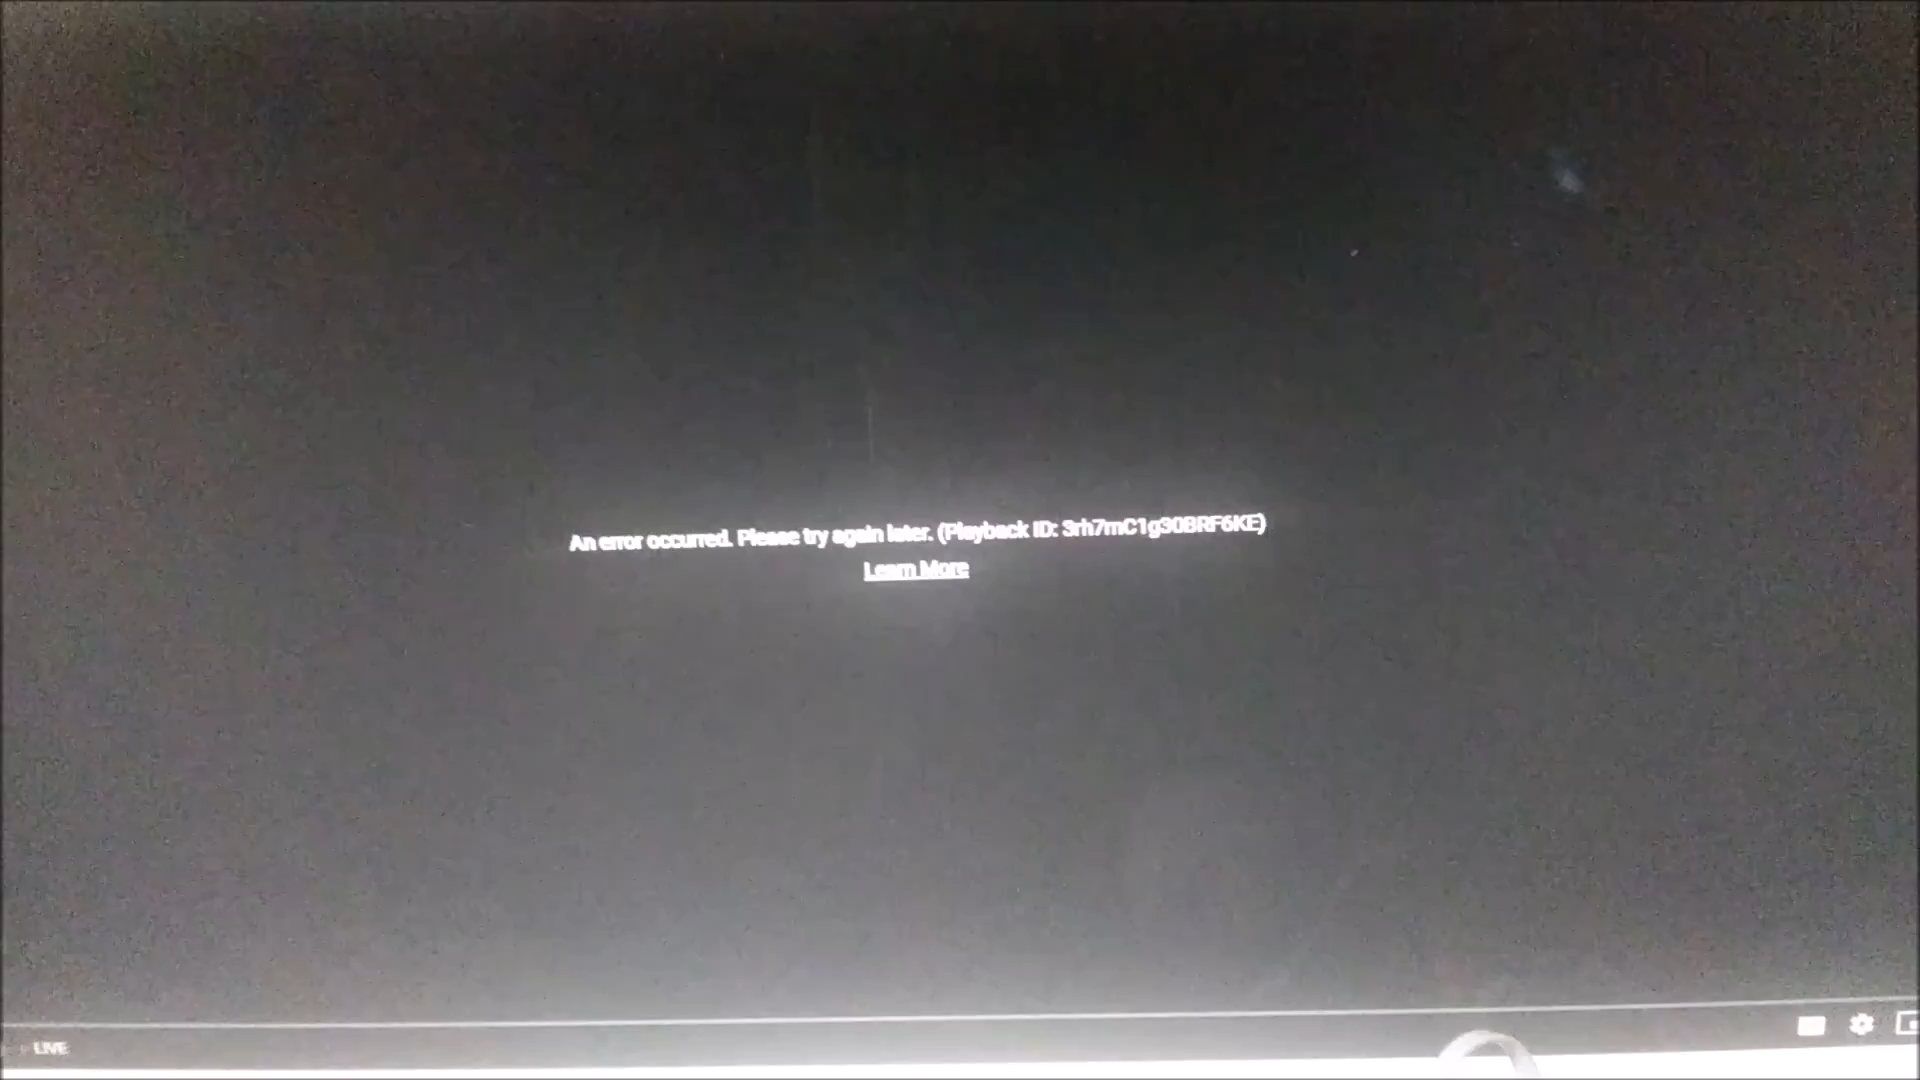 An error occurred. Please try again later. (Playback ID: 3rh7mC1g30BRF6KE)
Learn More
LIVE